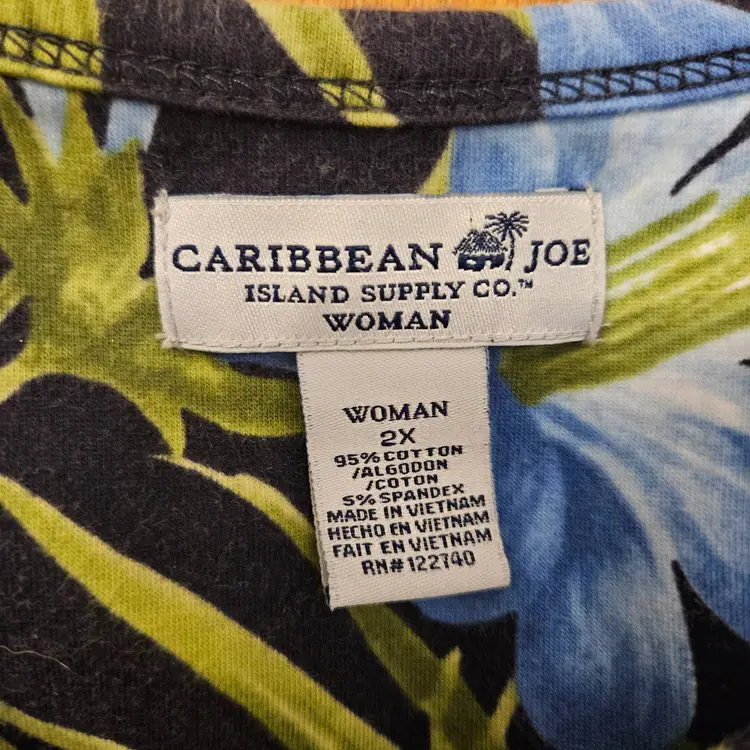 CARIBBEAN JOE
ISLAND SUPPLY CO.™
WOMAN
WOMAN
2X
95% COTTON
/ALGODON
/COTON
5% SPANDEX
MADE IN VIETNAM
HECHO EN VIETNAM
FAIT EN VIETNAM
RN# 122740